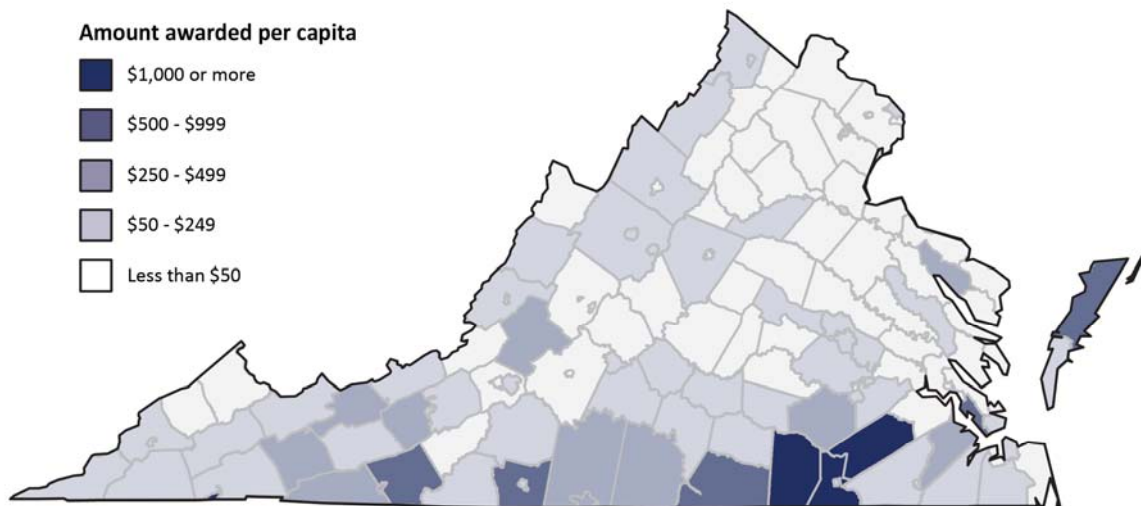 Amount awarded per capita
$1,000 or more
$500 - $999
$250 - $499
$50 - $249
Less than $50